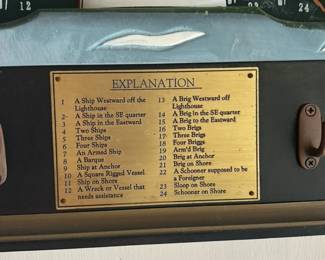 12
24
EXPLANATION
1 A Ship Westward off the
Lighthouse
2 A Ship in the SE quarter
3 A Ship in the Eastward
4 Two Ships
5 Three Ships
6 Four Ships
7 An Armed Ship
8 A Barque
9 Ship at Anchor
10 A Square Rigged Vessel
11 Ship on Shore
12 A Wreck or Vessel that
needs assistance
13 A Brig Westward off
Lighthouse
14 A Brig in the SE quarter
15 A Brig to the Eastward
16 Two Brigs
17 Three Brigs
18 Four Briggs
19 Arm'd Brig
20 Brig at Anchor
21 Brig on Shore
22 A Schooner supposed to be
a Foreigner
23 Sloop on Shore
24 Schooner on Shore